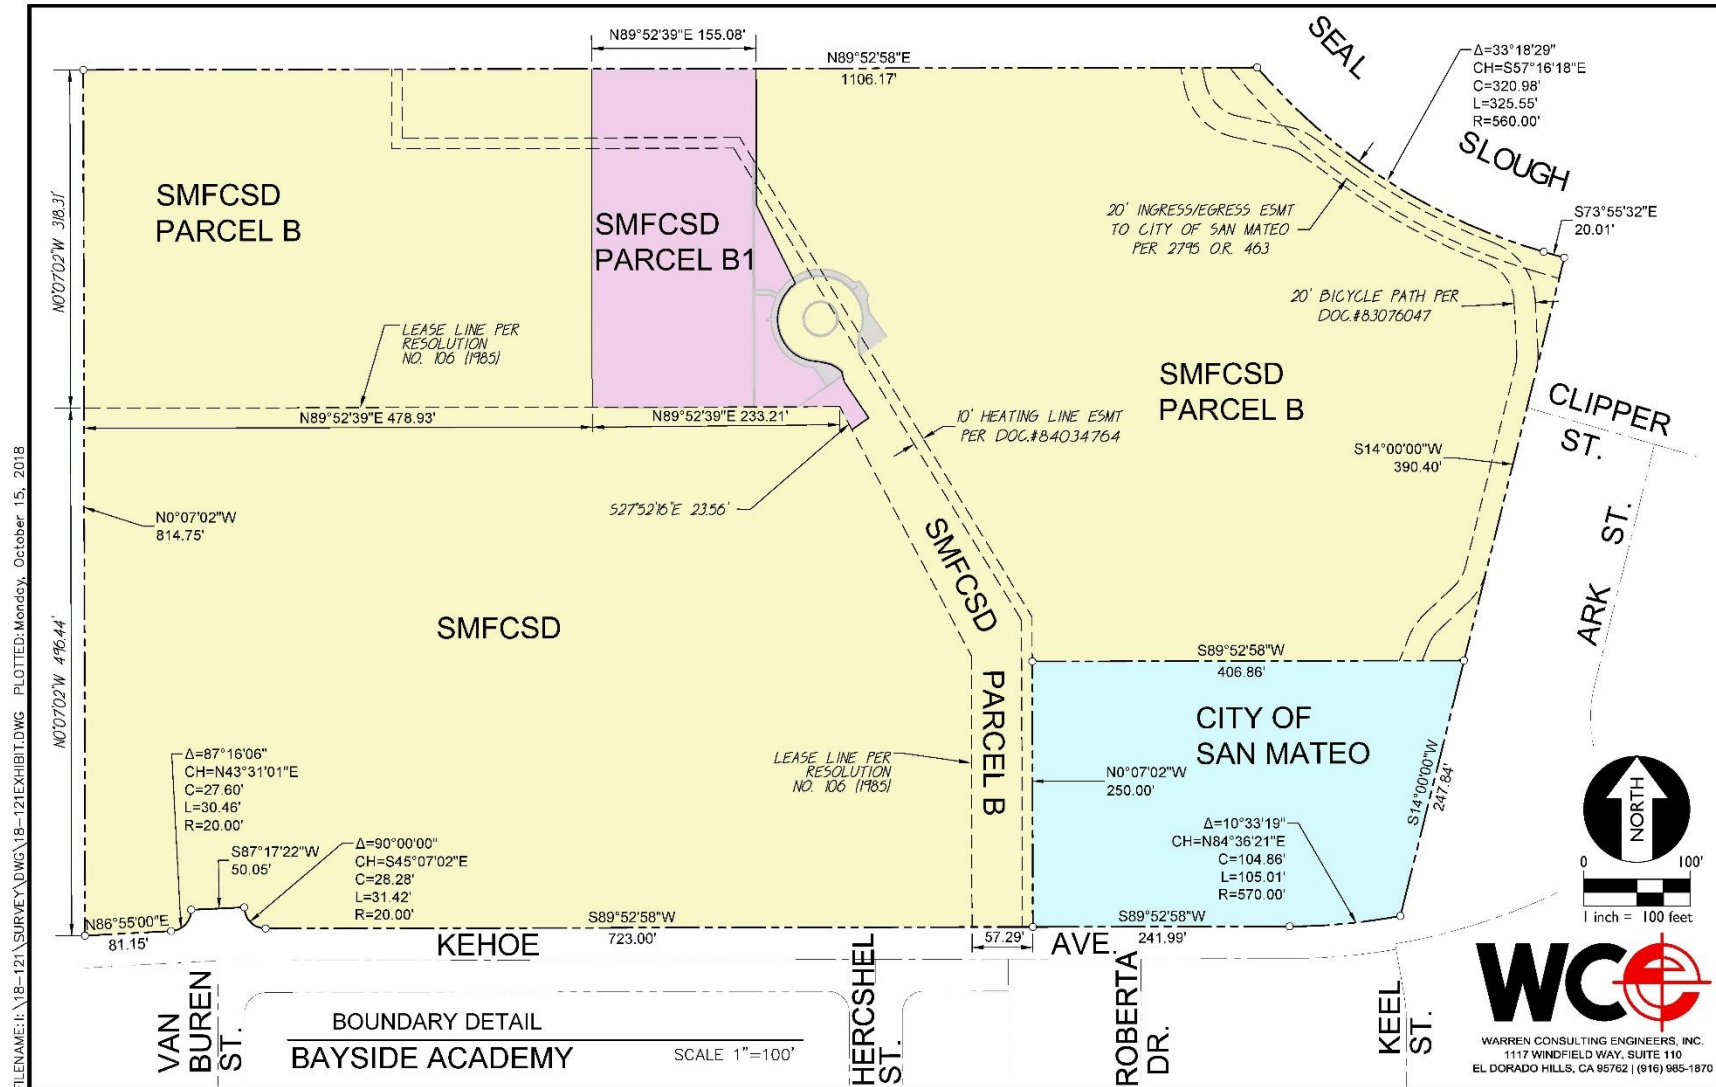 N89°52'39"E 155.08'
N89°52'58"E
1106.17'
SEAL
SLOUGH
Δ=33°18'29"
CH=S57°16'18"E
C=320.98'
L=325.55'
R=560.00'
S73°55'32"E
20.01'
SMFCSD
PARCEL B
SMFCSD
PARCEL B1
20' INGRESS/EGRESS ESMT
TO CITY OF SAN MATEO
PER 2795 O.R. 463
20' BICYCLE PATH PER
DOC.#83076047
N0°07'02"W 318.31'
LEASE LINE PER
RESOLUTION
NO. 106 (1985)
SMFCSD
PARCEL B
CLIPPER
ST.
N89°52'39"E 478.93'
N89°52'39"E 233.21'
10' HEATING LINE ESMT
PER DOC.#84034764
S14°00'00"W
390.40'
S27°52'16"E 23.56'
N0°07'02"W
814.75'
ARK ST.
SMFCSD
PARCEL B
SMFCSD
N0°07'02"W 496.44'
S89°52'58"W
406.86'
CITY OF
SAN MATEO
LEASE LINE PER
RESOLUTION
NO. 106 (1985)
N0°07'02"W
250.00'
S14°00'00"W
247.84'
Δ=87°16'06"
CH=N43°31'01"E
C=27.60'
L=30.46'
R=20.00'
S87°17'22"W
50.05'
Δ=90°00'00"
CH=S45°07'02"E
C=28.28'
L=31.42'
R=20.00'
Δ=10°33'19"
CH=N84°36'21"E
C=104.86'
L=105.01'
R=570.00'
N86°55'00"E
81.15'
S89°52'58"W
723.00'
57.29'
S89°52'58"W
241.99'
KEHOE AVE.
VAN
BUREN
ST.
HERCSHEL
ST.
ROBERTA
DR.
KEEL
ST.
NORTH
0 100'
1 inch = 100 feet
BOUNDARY DETAIL
BAYSIDE ACADEMY
SCALE 1"=100'
WCE
WARREN CONSULTING ENGINEERS, INC.
1117 WINDFIELD WAY, SUITE 110
EL DORADO HILLS, CA 95762 | (916) 985-1870
FILENAME:I:\18-121\SURVEY\DWG\18-121EXHIBIT.DWG PLOTTED:Monday, October 15, 2018